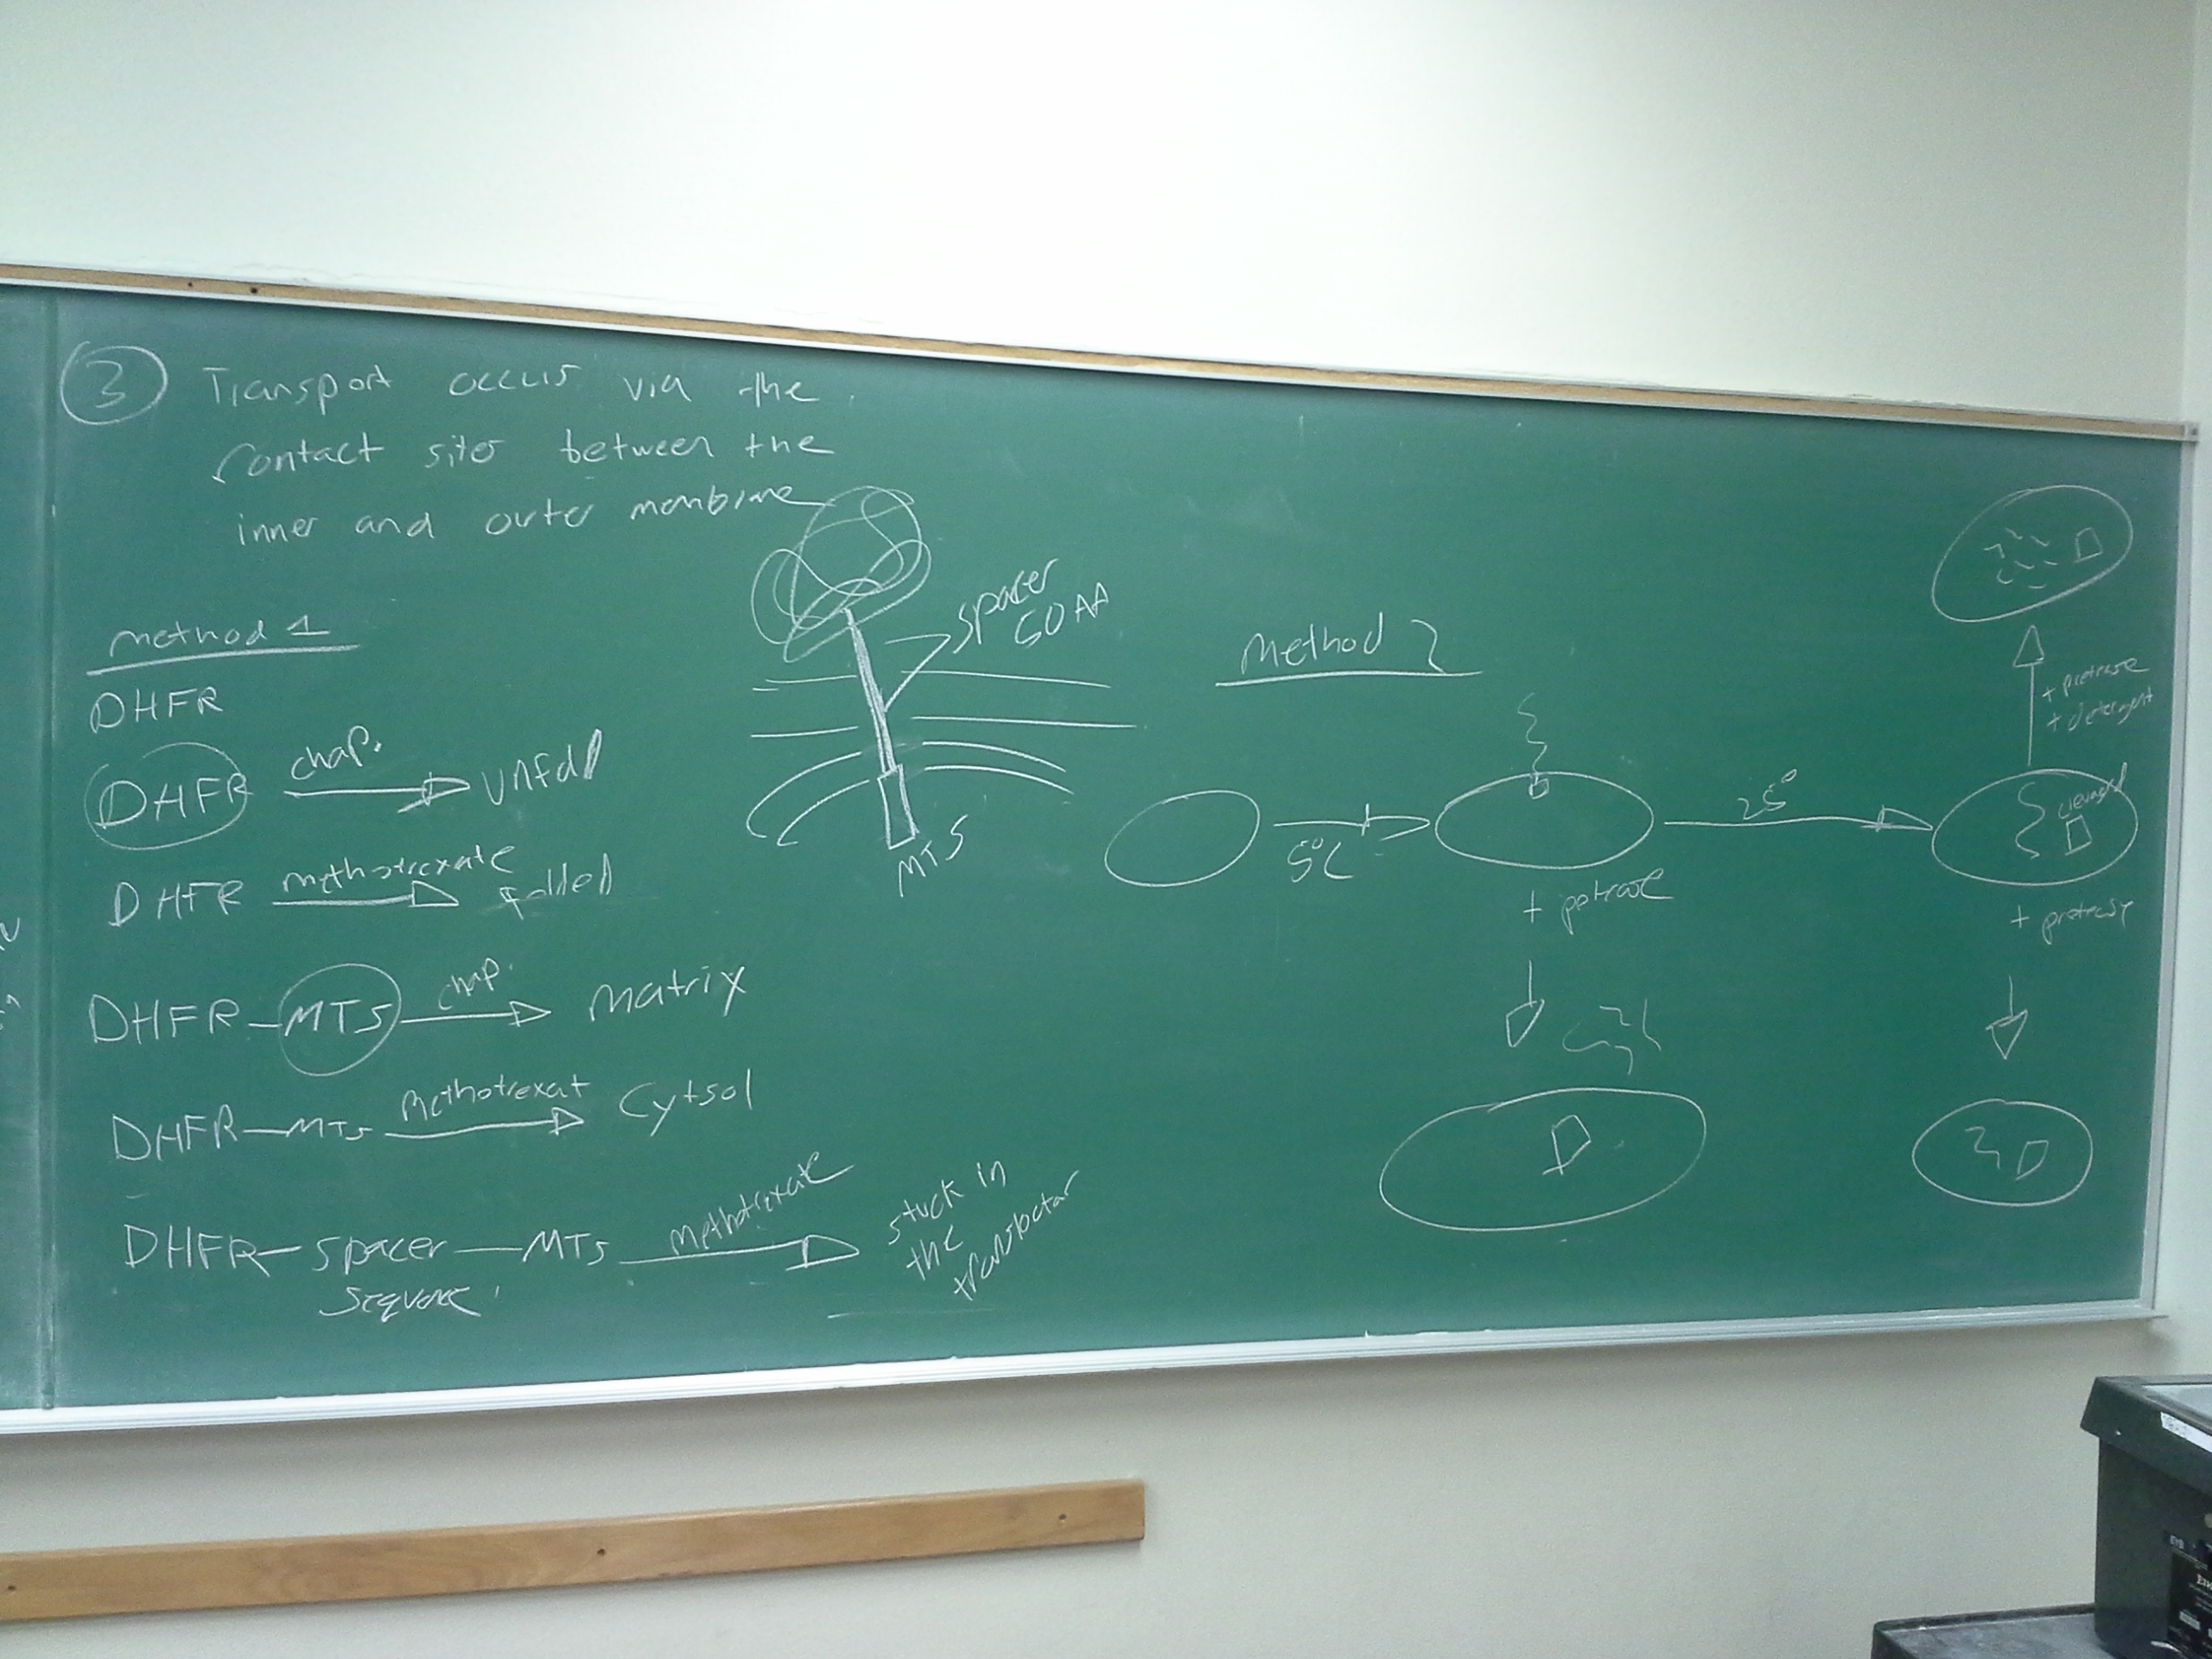 3 Transport occurs via the
contact sites between the
inner and outer membrane
Method 1
DHFR
DHFR chap. unfold
DHFR methotrexate folded
DHFR-MTS chap. matrix
DHFR-MTS Methotrexat Cytsol
DHFR-Spacer-MTS methotrexate stuck in
the
translocator
Sequence
Spacer
50 AA
MTS
Method 2
5°C
25°
+ protease
cleaved
+ protease
+ protease
+ detergent